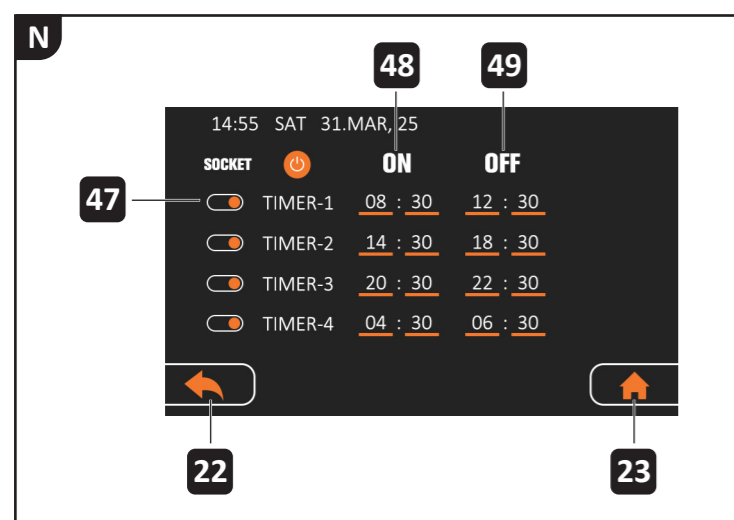 N
48 49
14:55 SAT 31.MAR, 25
SOCKET ON OFF
47
TIMER-1 08 : 30 12 : 30
TIMER-2 14 : 30 18 : 30
TIMER-3 20 : 30 22 : 30
TIMER-4 04 : 30 06 : 30
22 23